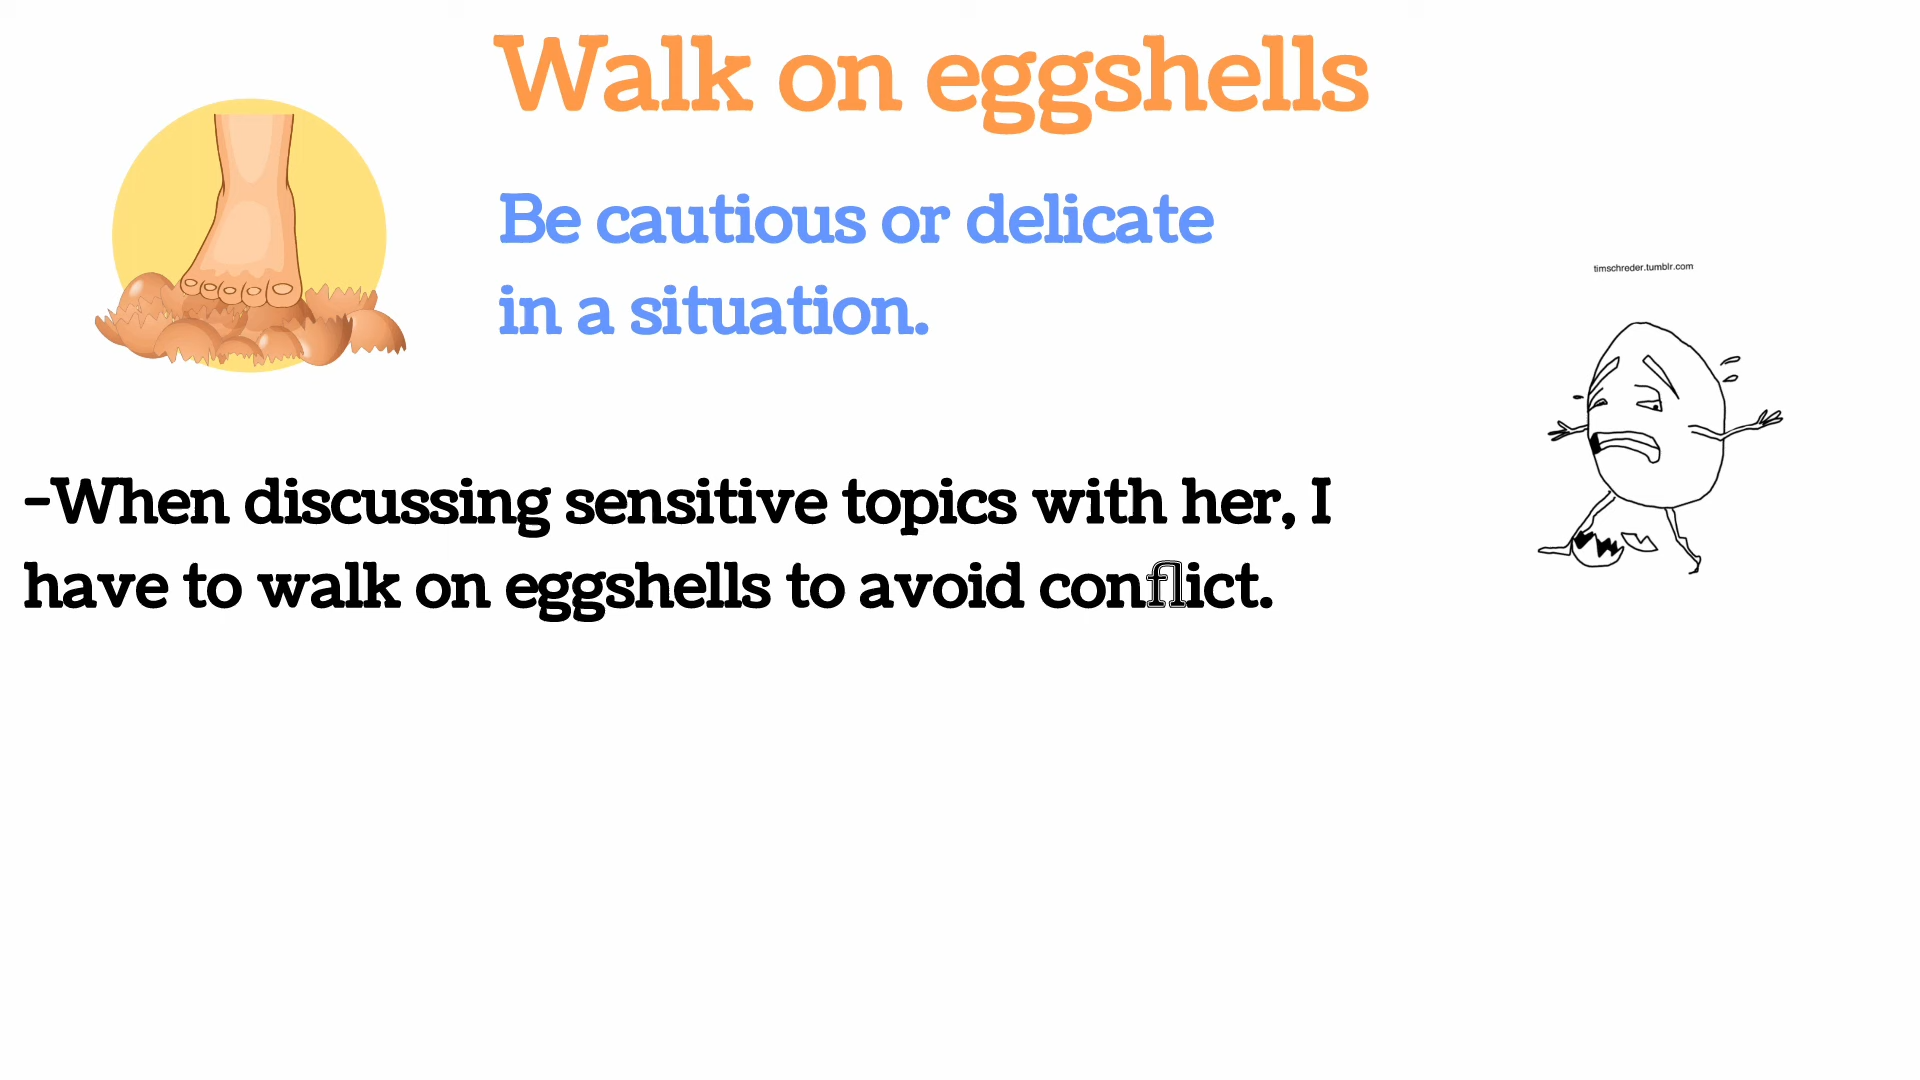 Walk on eggshells
Be cautious or delicate
in a situation.
timschreder.tumblr.com
-When discussing sensitive topics with her, I
have to walk on eggshells to avoid conflict.